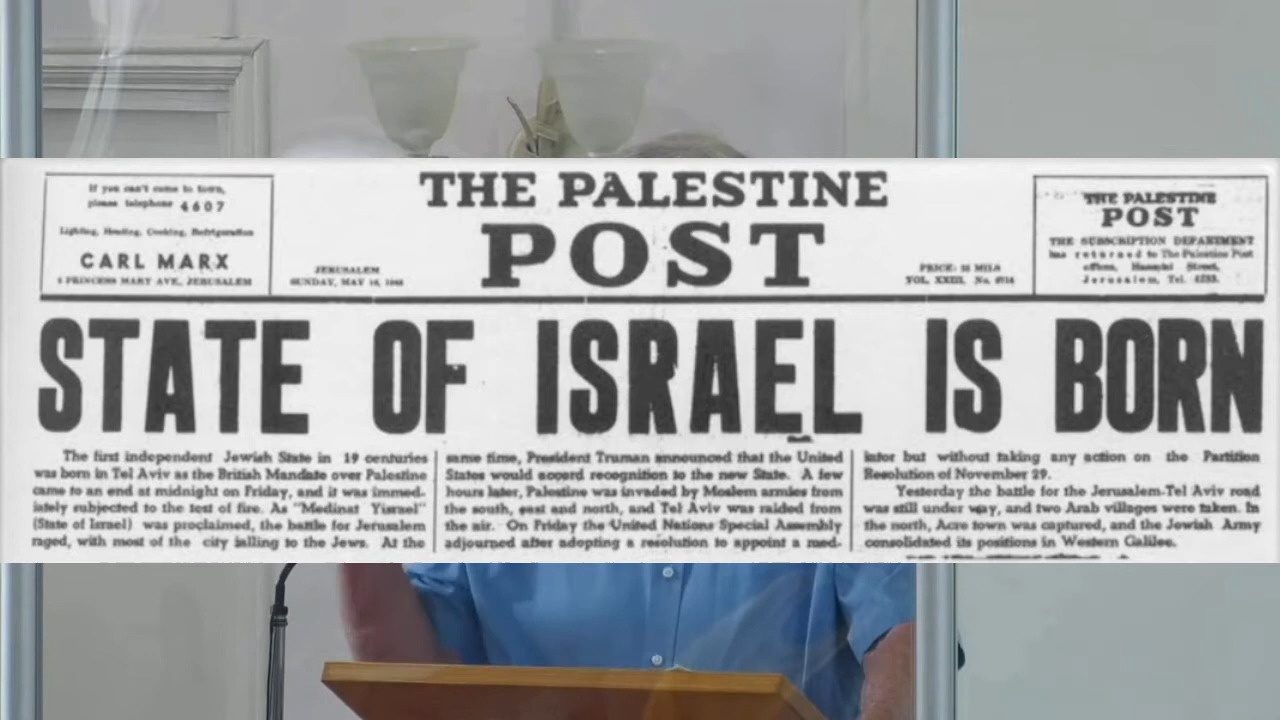 If you can't come to town,
please telephone 4607
Lighting, Heating, Cooking, Refrigeration
CARL MARX
PRINCESS MARY AVE., JERUSALEM
THE PALESTINE
POST
JERUSALEM
SUNDAY, MAY 16, 1948
PRICE: 25 MILS
VOL. XXIII. No.
THE PALESTINE
POST
THE SUBSCRIPTION DEPARTMENT
has returned to The Palestine Post
offices, Hassolel Street,
Jerusalem, Tel.
STATE OF ISRAEL IS BORN
The first independent Jewish State in 19 centuries
was born in Tel Aviv as the British Mandate over Palestine
came to an end at midnight on Friday, and it was immed-
iately subjected to the test of fire. As "Medinat Yisrael"
(State of Israel) was proclaimed, the battle for Jerusalem
raged, with most of the city falling to the Jews. At the
same time, President Truman announced that the United
States would accord recognition to the new State. A few
hours later, Palestine was invaded by Moslem armies from
the south, east and north, and Tel Aviv was raided from
the air. On Friday the United Nations Special Assembly
adjourned after adopting a resolution to appoint a med-
iator but without taking any action on the Partition
Resolution of November 29.
Yesterday the battle for the Jerusalem-Tel Aviv road
was still under way, and two Arab villages were taken. In
the north, Acre town was captured, and the Jewish Army
consolidated its positions in Western Galilee.